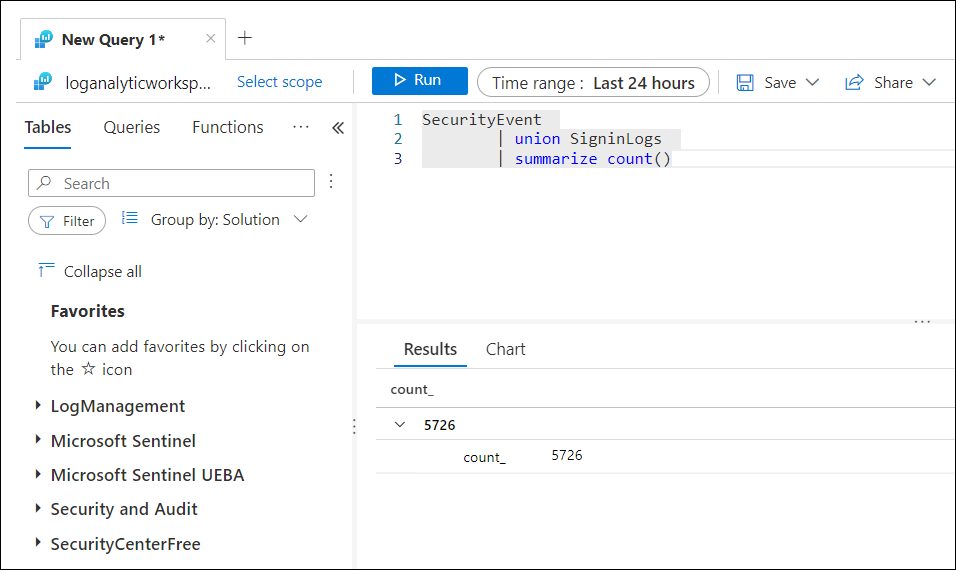 New Query 1*
loganalyticworksp... Select scope Run Time range : Last 24 hours Save Share
Tables Queries Functions ...
Search
Filter Group by: Solution
Collapse all
Favorites
You can add favorites by clicking on
the ☆ icon
LogManagement
Microsoft Sentinel
Microsoft Sentinel UEBA
Security and Audit
SecurityCenterFree
1 SecurityEvent
2 | union SigninLogs
3 | summarize count()
Results Chart
count_
5726
count_ 5726